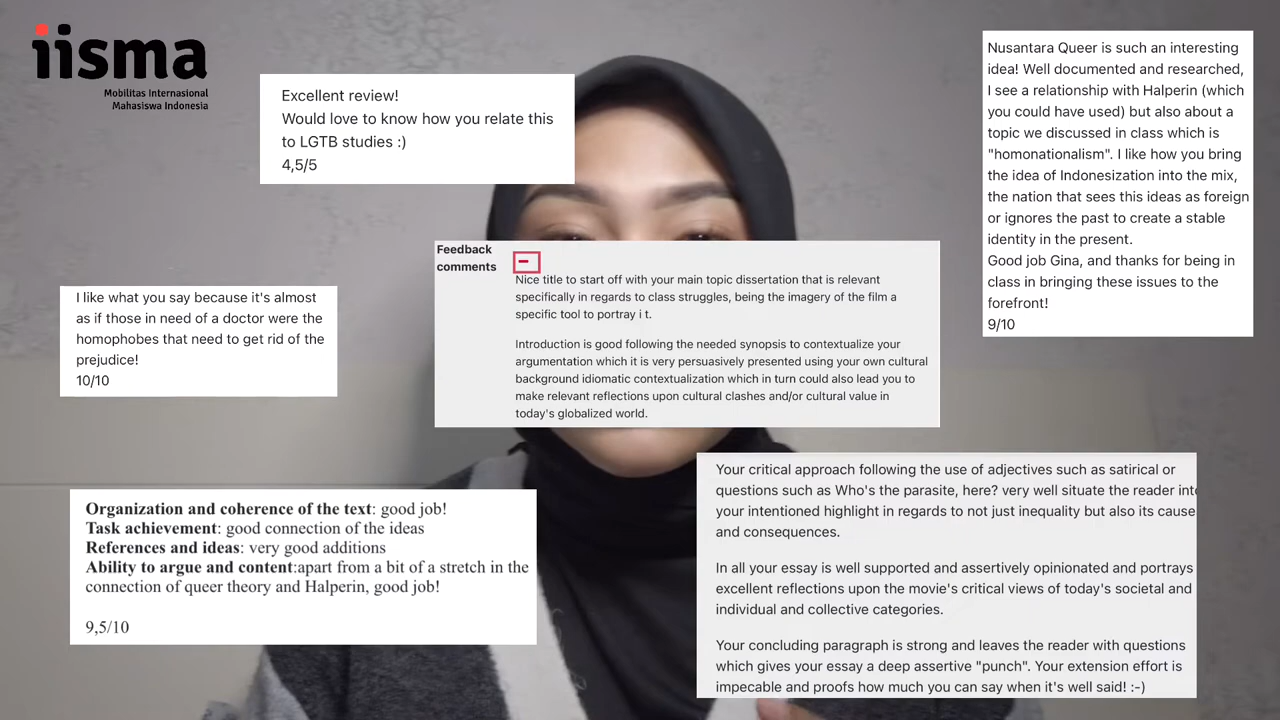 iisma
Mobilitas Internasional
Mahasiswa Indonesia
Excellent review!
Would love to know how you relate this
to LGTB studies :)
4,5/5
Nusantara Queer is such an interesting
idea! Well documented and researched,
I see a relationship with Halperin (which
you could have used) but also about a
topic we discussed in class which is
"homonationalism". I like how you bring
the idea of Indonesization into the mix,
the nation that sees this ideas as foreign
or ignores the past to create a stable
identity in the present.
Good job Gina, and thanks for being in
class in bringing these issues to the
forefront!
9/10
Feedback
comments
Nice title to start off with your main topic dissertation that is relevant
specifically in regards to class struggles, being the imagery of the film a
specific tool to portray i t.
Introduction is good following the needed synopsis to contextualize your
argumentation which it is very persuasively presented using your own cultural
background idiomatic contextualization which in turn could also lead you to
make relevant reflections upon cultural clashes and/or cultural value in
today's globalized world.
I like what you say because it's almost
as if those in need of a doctor were the
homophobes that need to get rid of the
prejudice!
10/10
Organization and coherence of the text: good job!
Task achievement: good connection of the ideas
References and ideas: very good additions
Ability to argue and content:apart from a bit of a stretch in the
connection of queer theory and Halperin, good job!
9,5/10
Your critical approach following the use of adjectives such as satirical or
questions such as Who's the parasite, here? very well situate the reader into
your intentioned highlight in regards to not just inequality but also its cause
and consequences.
In all your essay is well supported and assertively opinionated and portrays
excellent reflections upon the movie's critical views of today's societal and
individual and collective categories.
Your concluding paragraph is strong and leaves the reader with questions
which gives your essay a deep assertive "punch". Your extension effort is
impecable and proofs how much you can say when it's well said! :-)